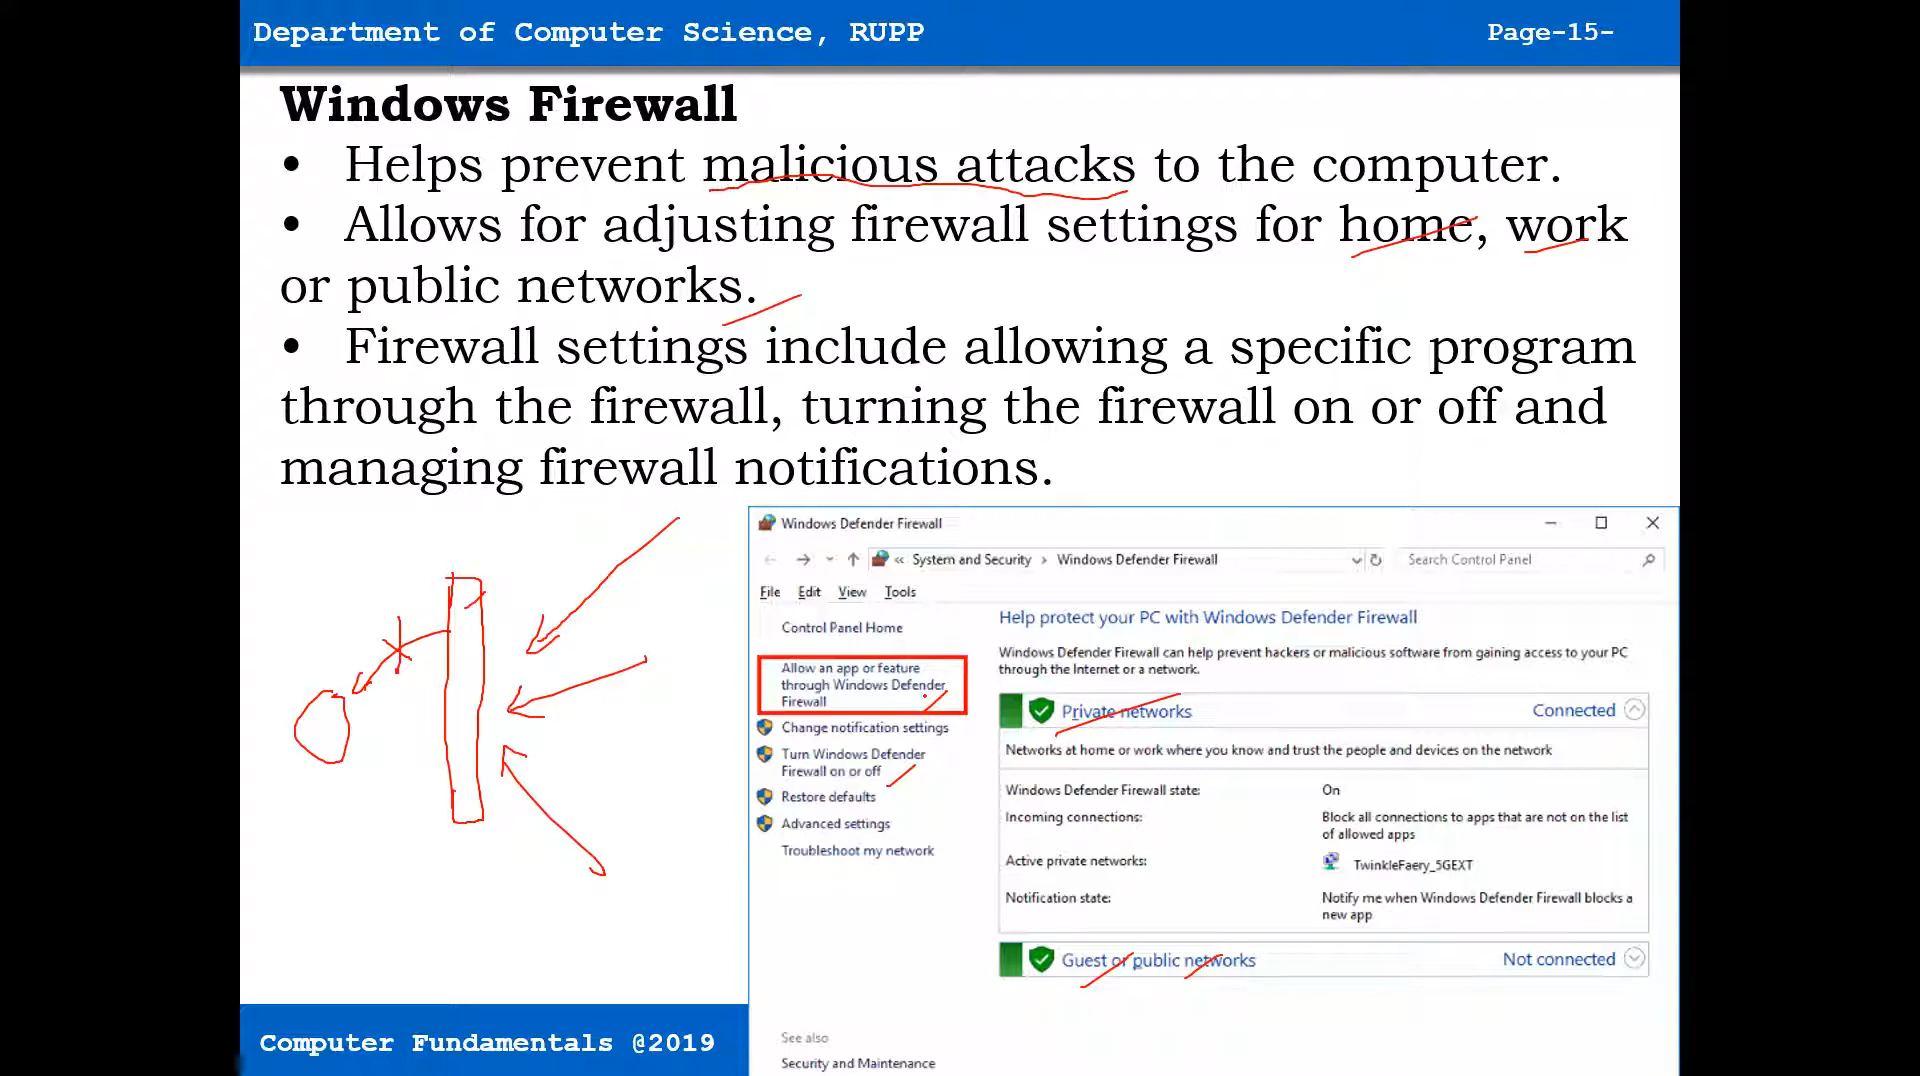 Department of Computer Science, RUPP
Page-15-
Windows Firewall
• Helps prevent malicious attacks to the computer.
• Allows for adjusting firewall settings for home, work
or public networks.
• Firewall settings include allowing a specific program
through the firewall, turning the firewall on or off and
managing firewall notifications.
Windows Defender Firewall
« System and Security › Windows Defender Firewall
Search Control Panel
File Edit View Tools
Control Panel Home
Allow an app or feature
through Windows Defender
Firewall
Change notification settings
Turn Windows Defender
Firewall on or off
Restore defaults
Advanced settings
Troubleshoot my network
See also
Security and Maintenance
Help protect your PC with Windows Defender Firewall
Windows Defender Firewall can help prevent hackers or malicious software from gaining access to your PC
through the Internet or a network.
Private networks Connected
Networks at home or work where you know and trust the people and devices on the network
Windows Defender Firewall state: On
Incoming connections: Block all connections to apps that are not on the list
of allowed apps
Active private networks: TwinkleFaery_5GEXT
Notification state: Notify me when Windows Defender Firewall blocks a
new app
Guest or public networks Not connected
Computer Fundamentals @2019